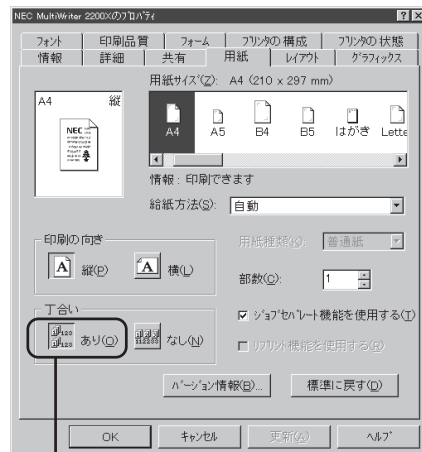 NEC MultiWriter 2200Xのﾌﾟﾛﾊﾟﾃｨ
フォント 印刷品質 フォーム プリンタの構成 プリンタの状態
情報 詳細 共有 用紙 レイアウト グラフィックス
用紙サイズ(Z): A4 (210 x 297 mm)
A4 縦
NEC
A4 A5 B4 B5 はがき Lette
情報: 印刷できます
給紙方法(S): 自動
印刷の向き
A 縦(P) A 横(L)
用紙種類(K): 普通紙
部数(C): 1
丁合い
123 123 あり(O) なし(N)
ジョブセパレート機能を使用する(T)
リプリント機能を使用する(R)
バージョン情報(B)... 標準に戻す(D)
OK キャンセル 更新(A) ヘルプ